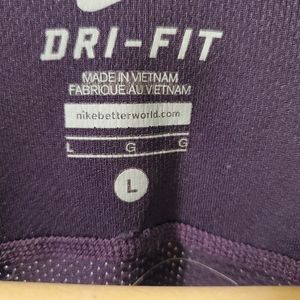 DRI-FIT
MADE IN VIETNAM
FABRIQUE AU VIETNAM
nikebetterworld.com
L G G
L